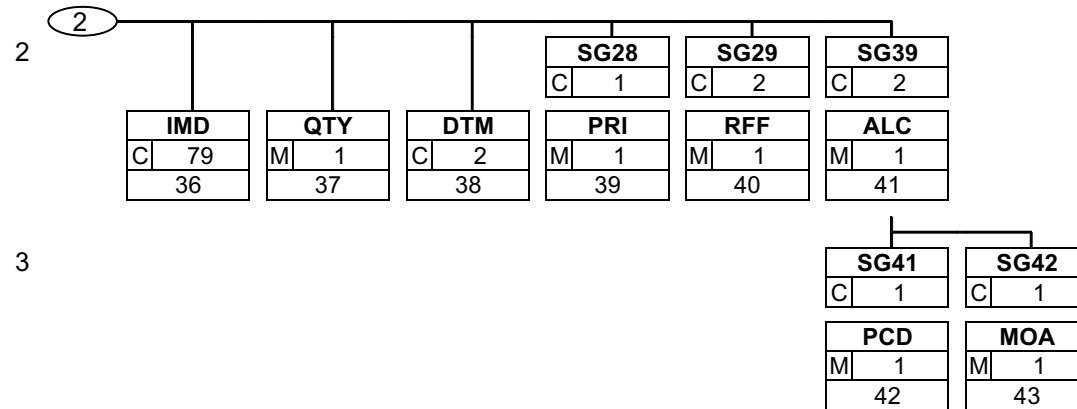 2
2 SG28 SG29 SG39
C 1 C 2 C 2
IMD QTY DTM PRI RFF ALC
C 79 M 1 C 2 M 1 M 1 M 1
36 37 38 39 40 41
3 SG41 SG42
C 1 C 1
PCD MOA
M 1 M 1
42 43